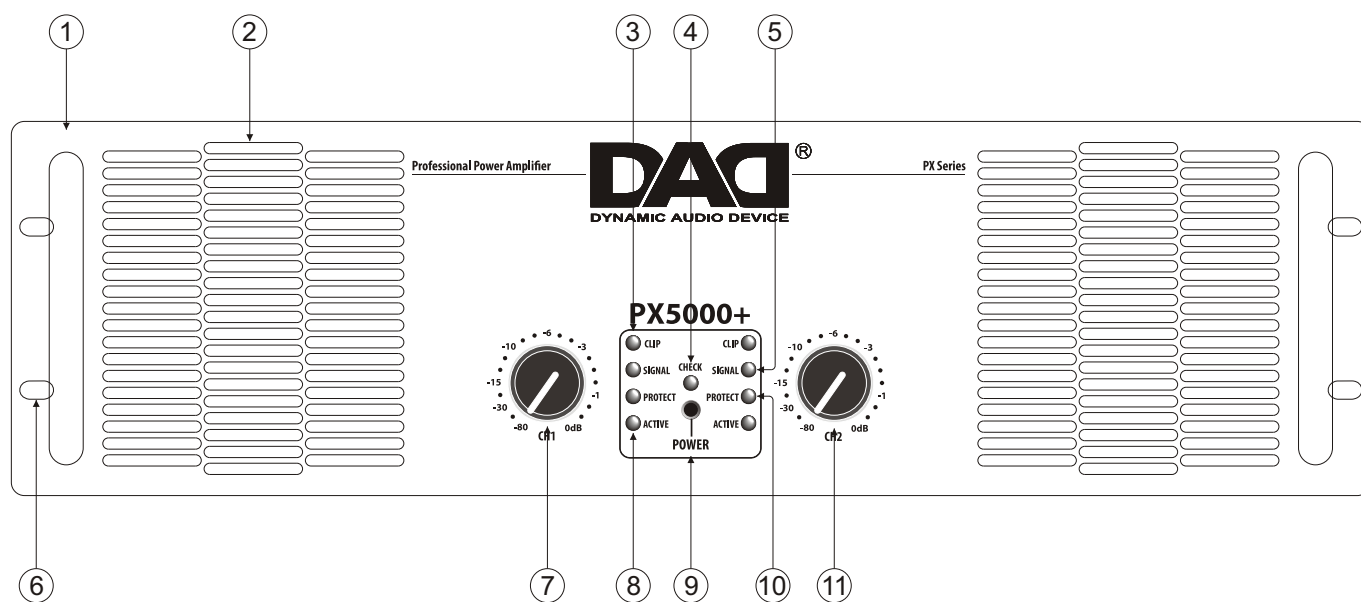 1 2 3 4 5
Professional Power Amplifier
DAD®
DYNAMIC AUDIO DEVICE
PX Series
PX5000+
CLIP CLIP
SIGNAL CHECK SIGNAL
PROTECT PROTECT
ACTIVE ACTIVE
POWER
-80 -30 -15 -10 -6 -3 -1 0dB
CH1
-80 -30 -15 -10 -6 -3 -1 0dB
CH2
6 7 8 9 10 11